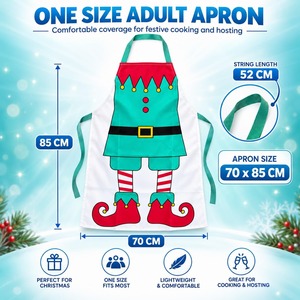 ONE SIZE ADULT APRON
Comfortable coverage for festive cooking and hosting
STRING LENGTH
52 CM
85 CM
APRON SIZE
70 x 85 CM
70 CM
PERFECT FOR
CHRISTMAS
ONE SIZE
FITS MOST
LIGHTWEIGHT
& COMFORTABLE
GREAT FOR
COOKING & HOSTING